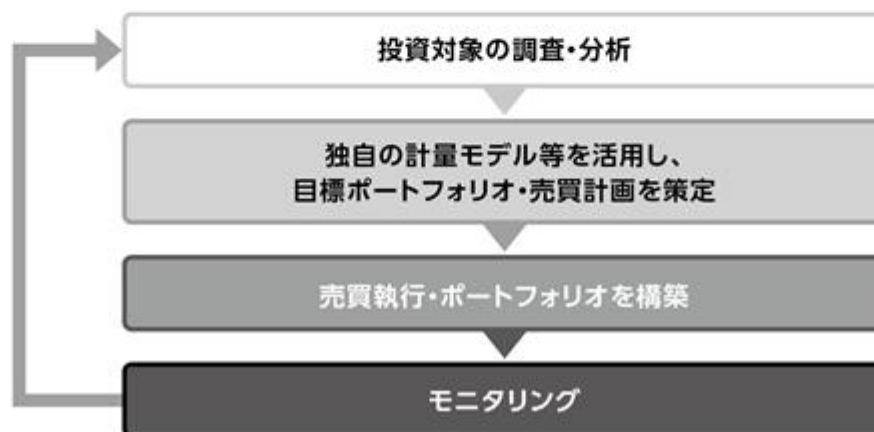 投資対象の調査・分析
独自の計量モデル等を活用し、
目標ポートフォリオ・売買計画を策定
売買執行・ポートフォリオを構築
モニタリング